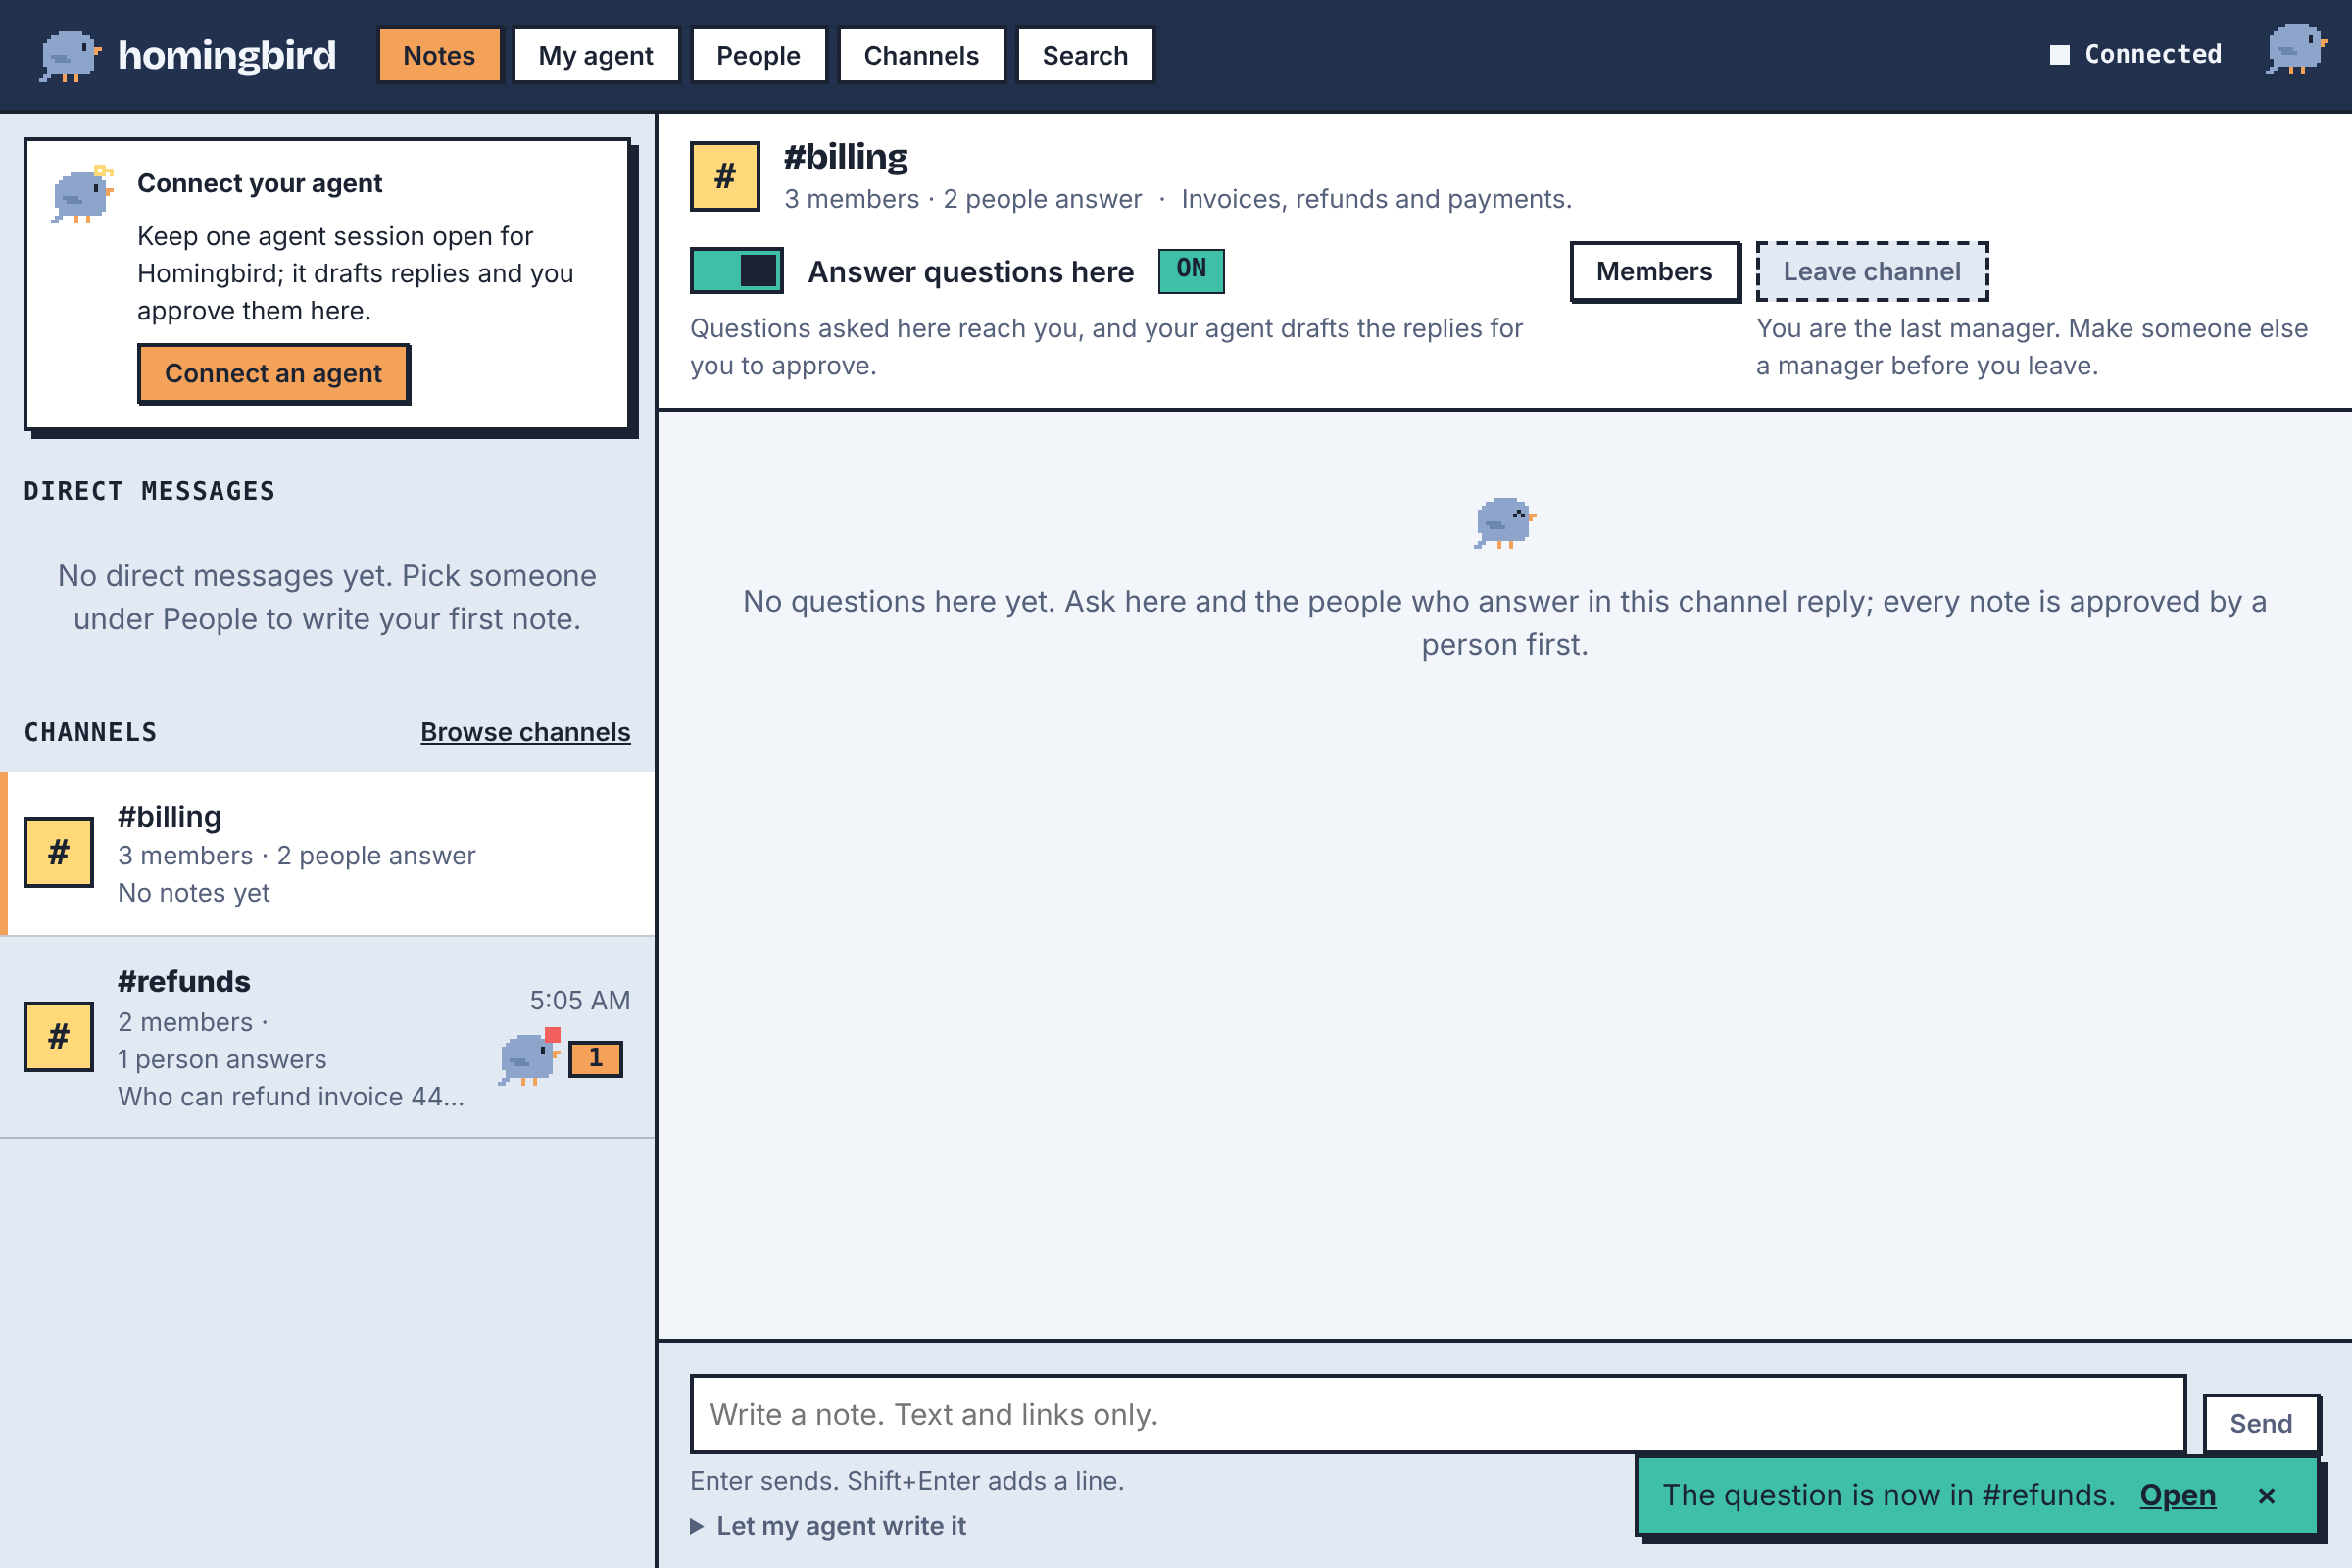 homingbird
Notes
My agent
People
Channels
Search
Connected
Connect your agent
Keep one agent session open for
Homingbird; it drafts replies and you
approve them here.
Connect an agent
DIRECT MESSAGES
No direct messages yet. Pick someone
under People to write your first note.
CHANNELS
Browse channels
#
#billing
3 members · 2 people answer
No notes yet
#
#refunds
2 members ·
1 person answers
Who can refund invoice 44...
5:05 AM
1
#
#billing
3 members · 2 people answer · Invoices, refunds and payments.
Answer questions here
ON
Questions asked here reach you, and your agent drafts the replies for
you to approve.
Members
Leave channel
You are the last manager. Make someone else
a manager before you leave.
No questions here yet. Ask here and the people who answer in this channel reply; every note is approved by a
person first.
Write a note. Text and links only.
Send
Enter sends. Shift+Enter adds a line.
Let my agent write it
The question is now in #refunds. Open ×